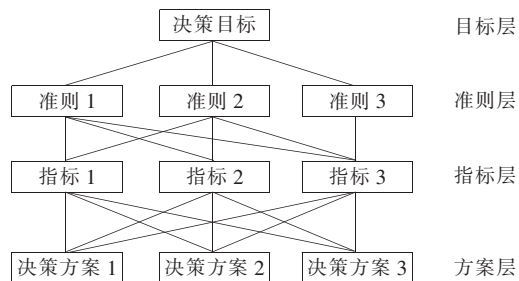 决策目标 目标层
准则 1 准则 2 准则 3 准则层
指标 1 指标 2 指标 3 指标层
决策方案 1 决策方案 2 决策方案 3 方案层